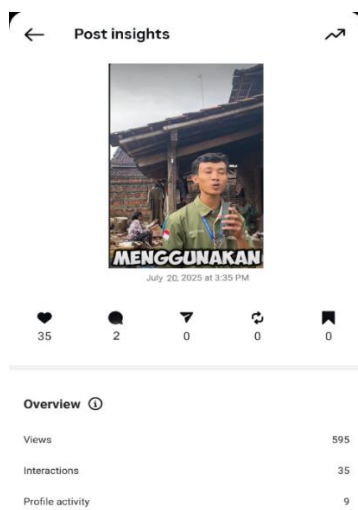 Post insights
MENGGUNAKAN
July 20, 2025 at 3:35 PM
35 2 0 0 0
Overview
Views 595
Interactions 35
Profile activity 9